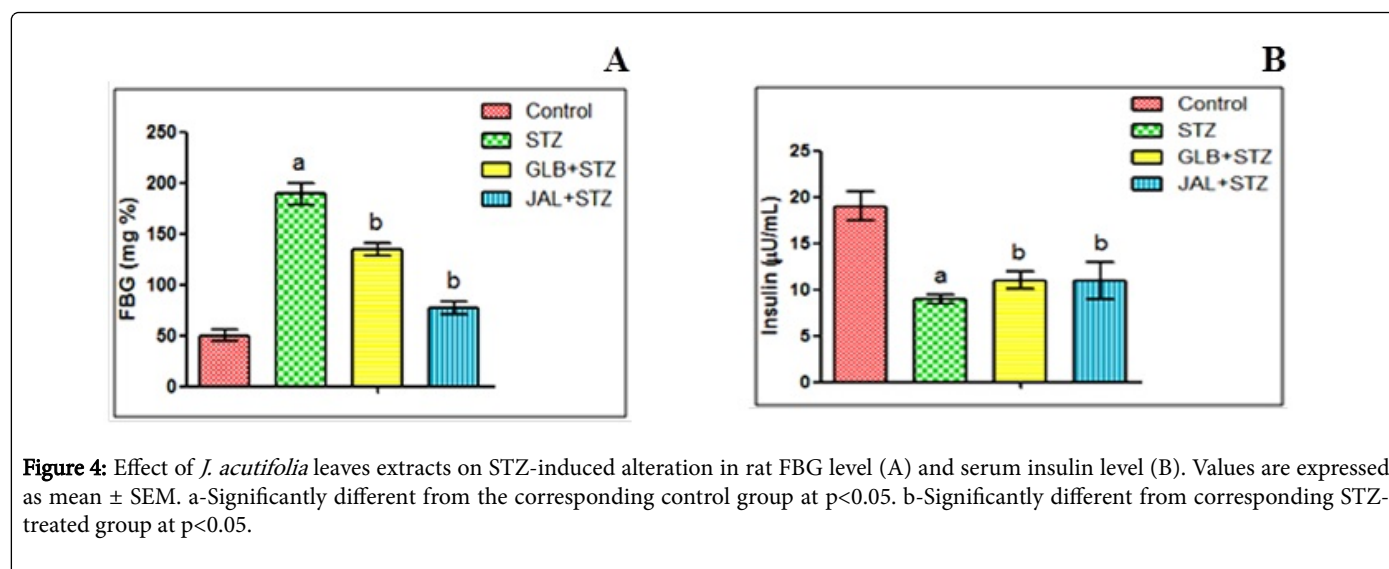 A
Control
STZ
GLB+STZ
JAL+STZ
250
200
150
100
50
0
FBG (mg %)
a
b
b
B
Control
STZ
GLB+STZ
JAL+STZ
25
20
15
10
5
0
Insulin (µU/mL)
a
b
b
Figure 4: Effect of J. acutifolia leaves extracts on STZ-induced alteration in rat FBG level (A) and serum insulin level (B). Values are expressed
as mean ± SEM. a-Significantly different from the corresponding control group at p<0.05. b-Significantly different from corresponding STZ-
treated group at p<0.05.